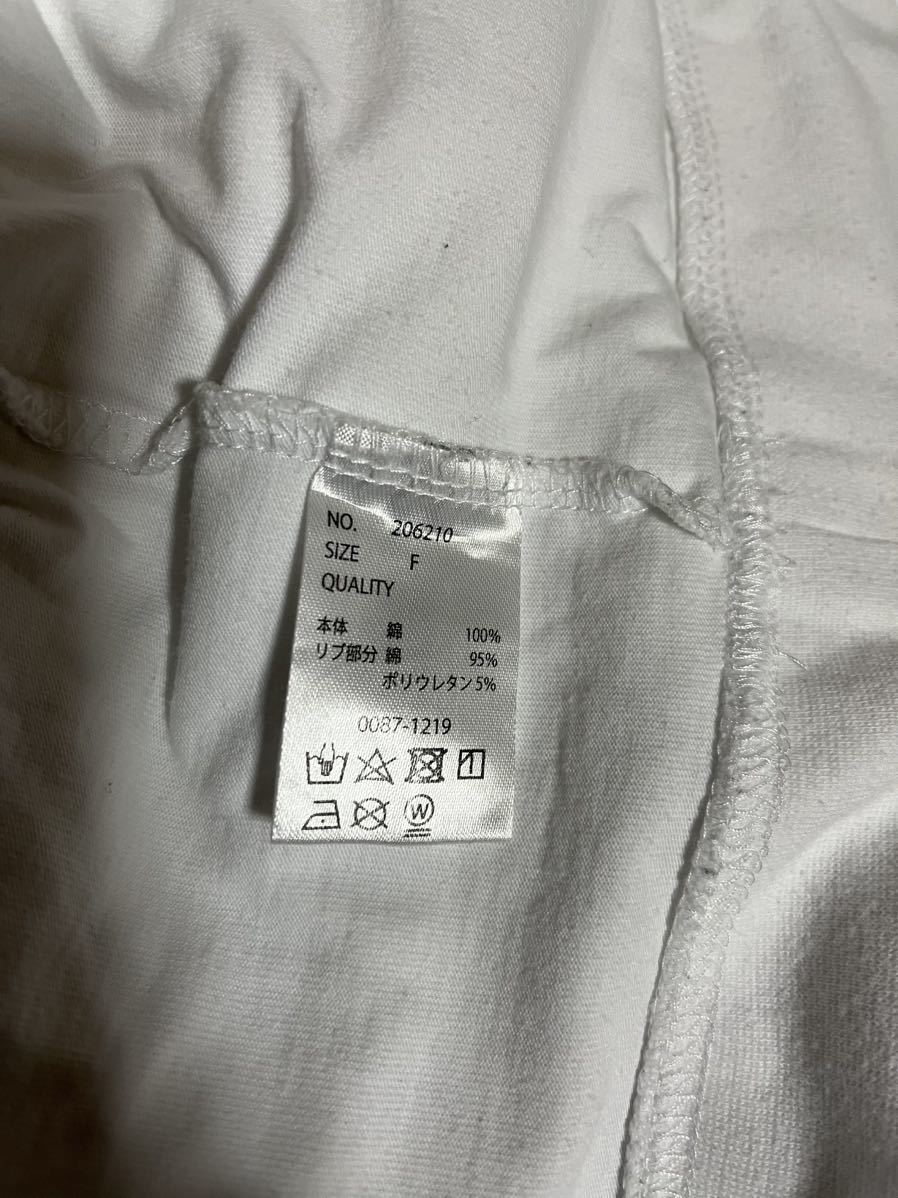 NO. 206210
SIZE F
QUALITY
本体 綿 100%
リブ部分 綿 95%
ポリウレタン5%
0087-1219
W